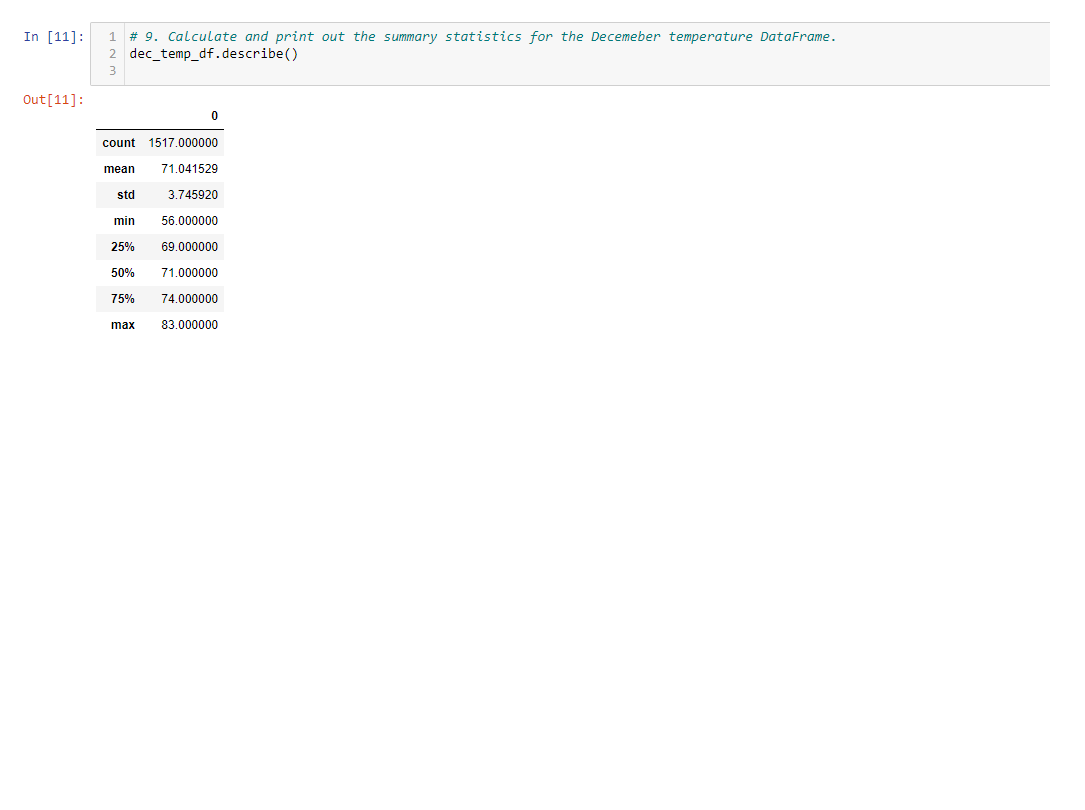 In [11]:
1 # 9. Calculate and print out the summary statistics for the Decemeber temperature DataFrame.
2 dec_temp_df.describe()
3
Out[11]:
0
count 1517.000000
mean 71.041529
std 3.745920
min 56.000000
25% 69.000000
50% 71.000000
75% 74.000000
max 83.000000